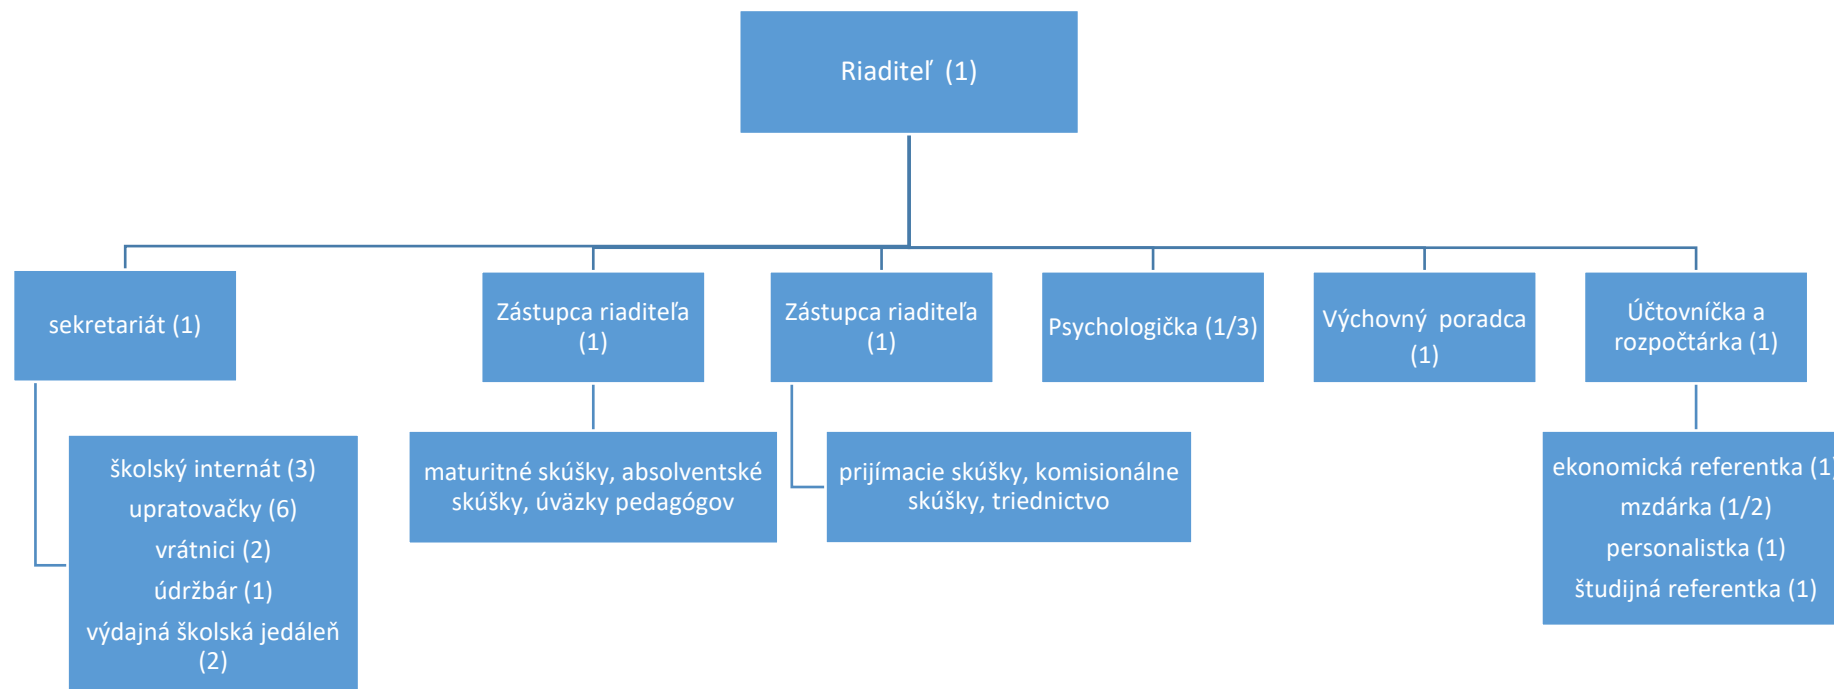 Riaditeľ  (1)
sekretariát (1)
Zástupca riaditeľa
(1)
Zástupca riaditeľa
(1)
Psychologička (1/3)
Výchovný  poradca
(1)
Účtovníčka a
rozpočtárka (1)
školský internát (3)
upratovačky (6)
vrátnici (2)
údržbár (1)
výdajná školská jedáleň
(2)
maturitné skúšky, absolventské
skúšky, úväzky pedagógov
prijímacie skúšky, komisionálne
skúšky, triednictvo
ekonomická referentka (1)
mzdárka (1/2)
personalistka (1)
študijná referentka (1)